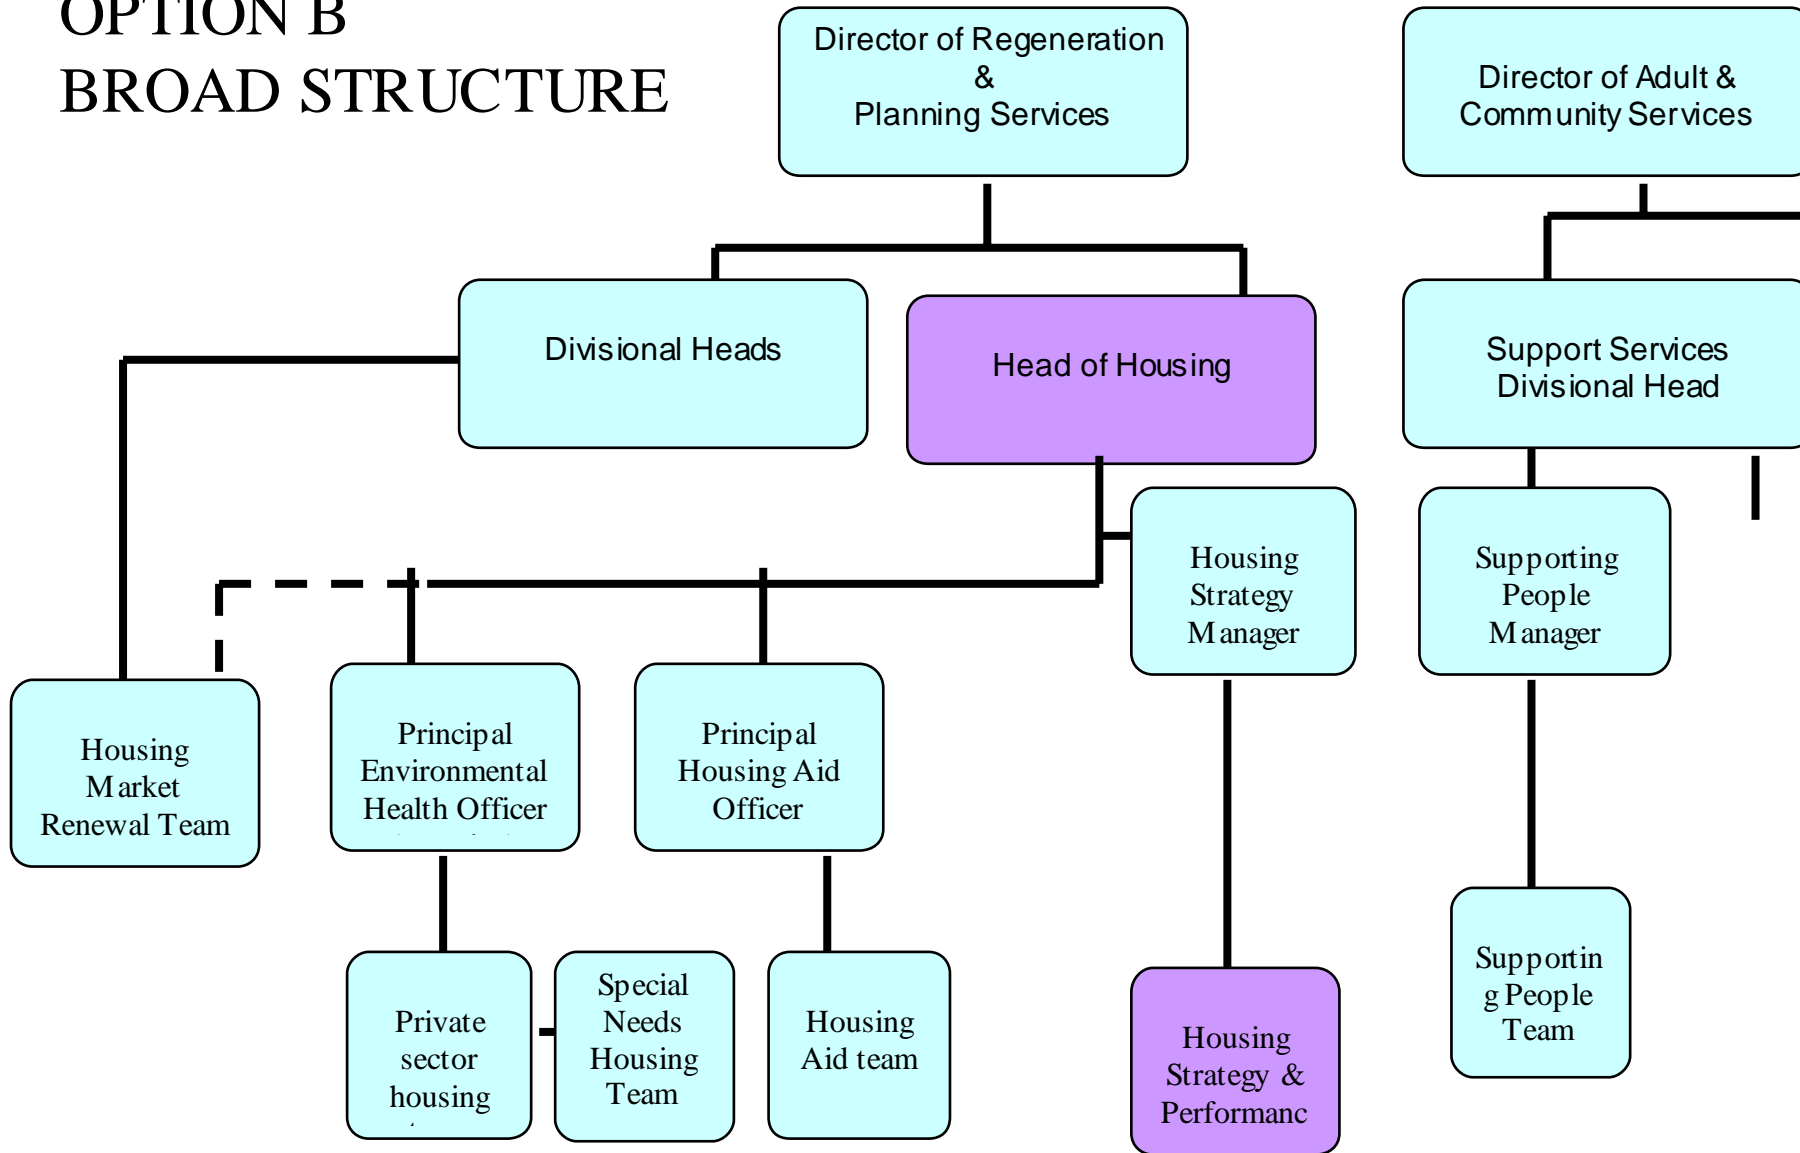 OPTION B
BROAD STRUCTURE
Director of Regeneration
&
Planning Services
Director of Adult &
Community Services
Divisional Heads
Head of Housing
Support Services
Divisional Head
Housing
Strategy
Manager
Supporting
People
Manager
Housing
Market
Renewal Team
Principal
Environmental
Health Officer
Principal
Housing Aid
Officer
Private
sector
housing
Special
Needs
Housing
Team
Housing
Aid team
Housing
Strategy &
Performanc
Supportin
g People
Team